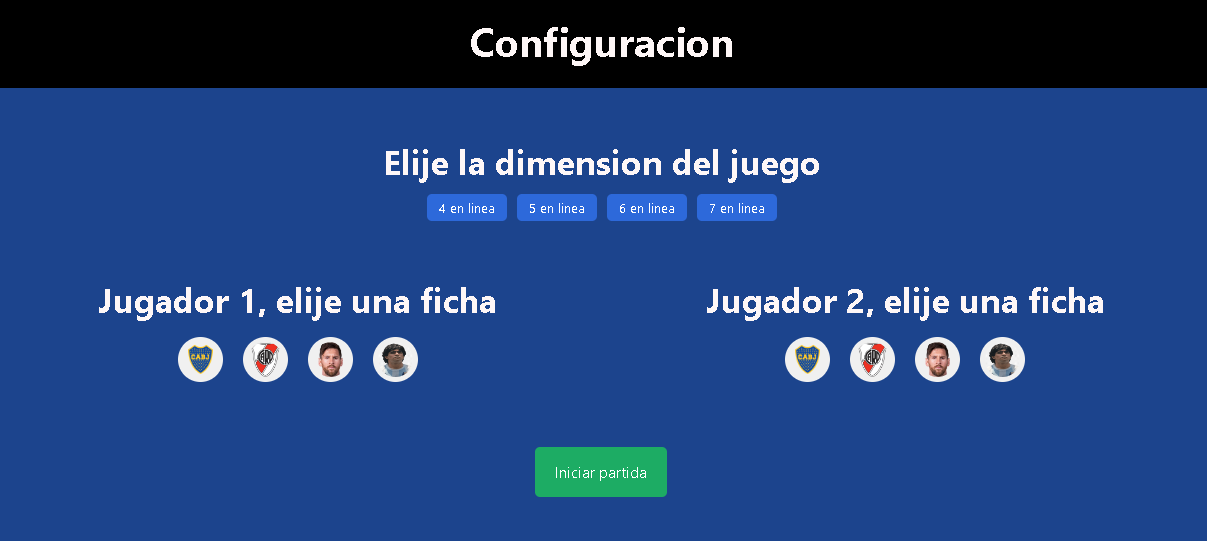 Configuracion
Elije la dimension del juego
4 en linea 5 en linea 6 en linea 7 en linea
Jugador 1, elije una ficha
CABJ
Jugador 2, elije una ficha
CABJ
Iniciar partida